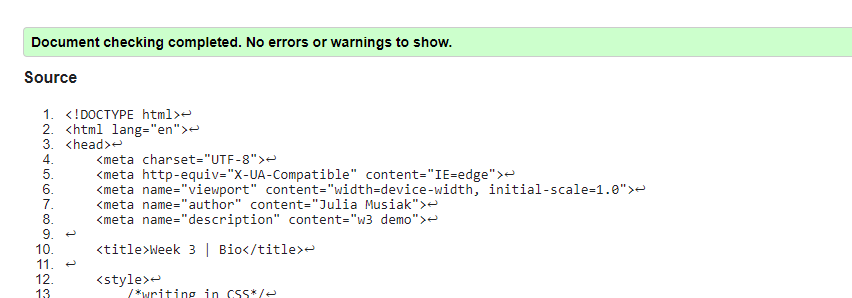 Document checking completed. No errors or warnings to show.
Source
1. <!DOCTYPE html>↩
2. <html lang="en">↩
3. <head>↩
4.     <meta charset="UTF-8">↩
5.     <meta http-equiv="X-UA-Compatible" content="IE=edge">↩
6.     <meta name="viewport" content="width=device-width, initial-scale=1.0">↩
7.     <meta name="author" content="Julia Musiak">↩
8.     <meta name="description" content="w3 demo">↩
9. ↩
10.     <title>Week 3 | Bio</title>↩
11. ↩
12.     <style>↩
13.         /*writing in CSS*/↩